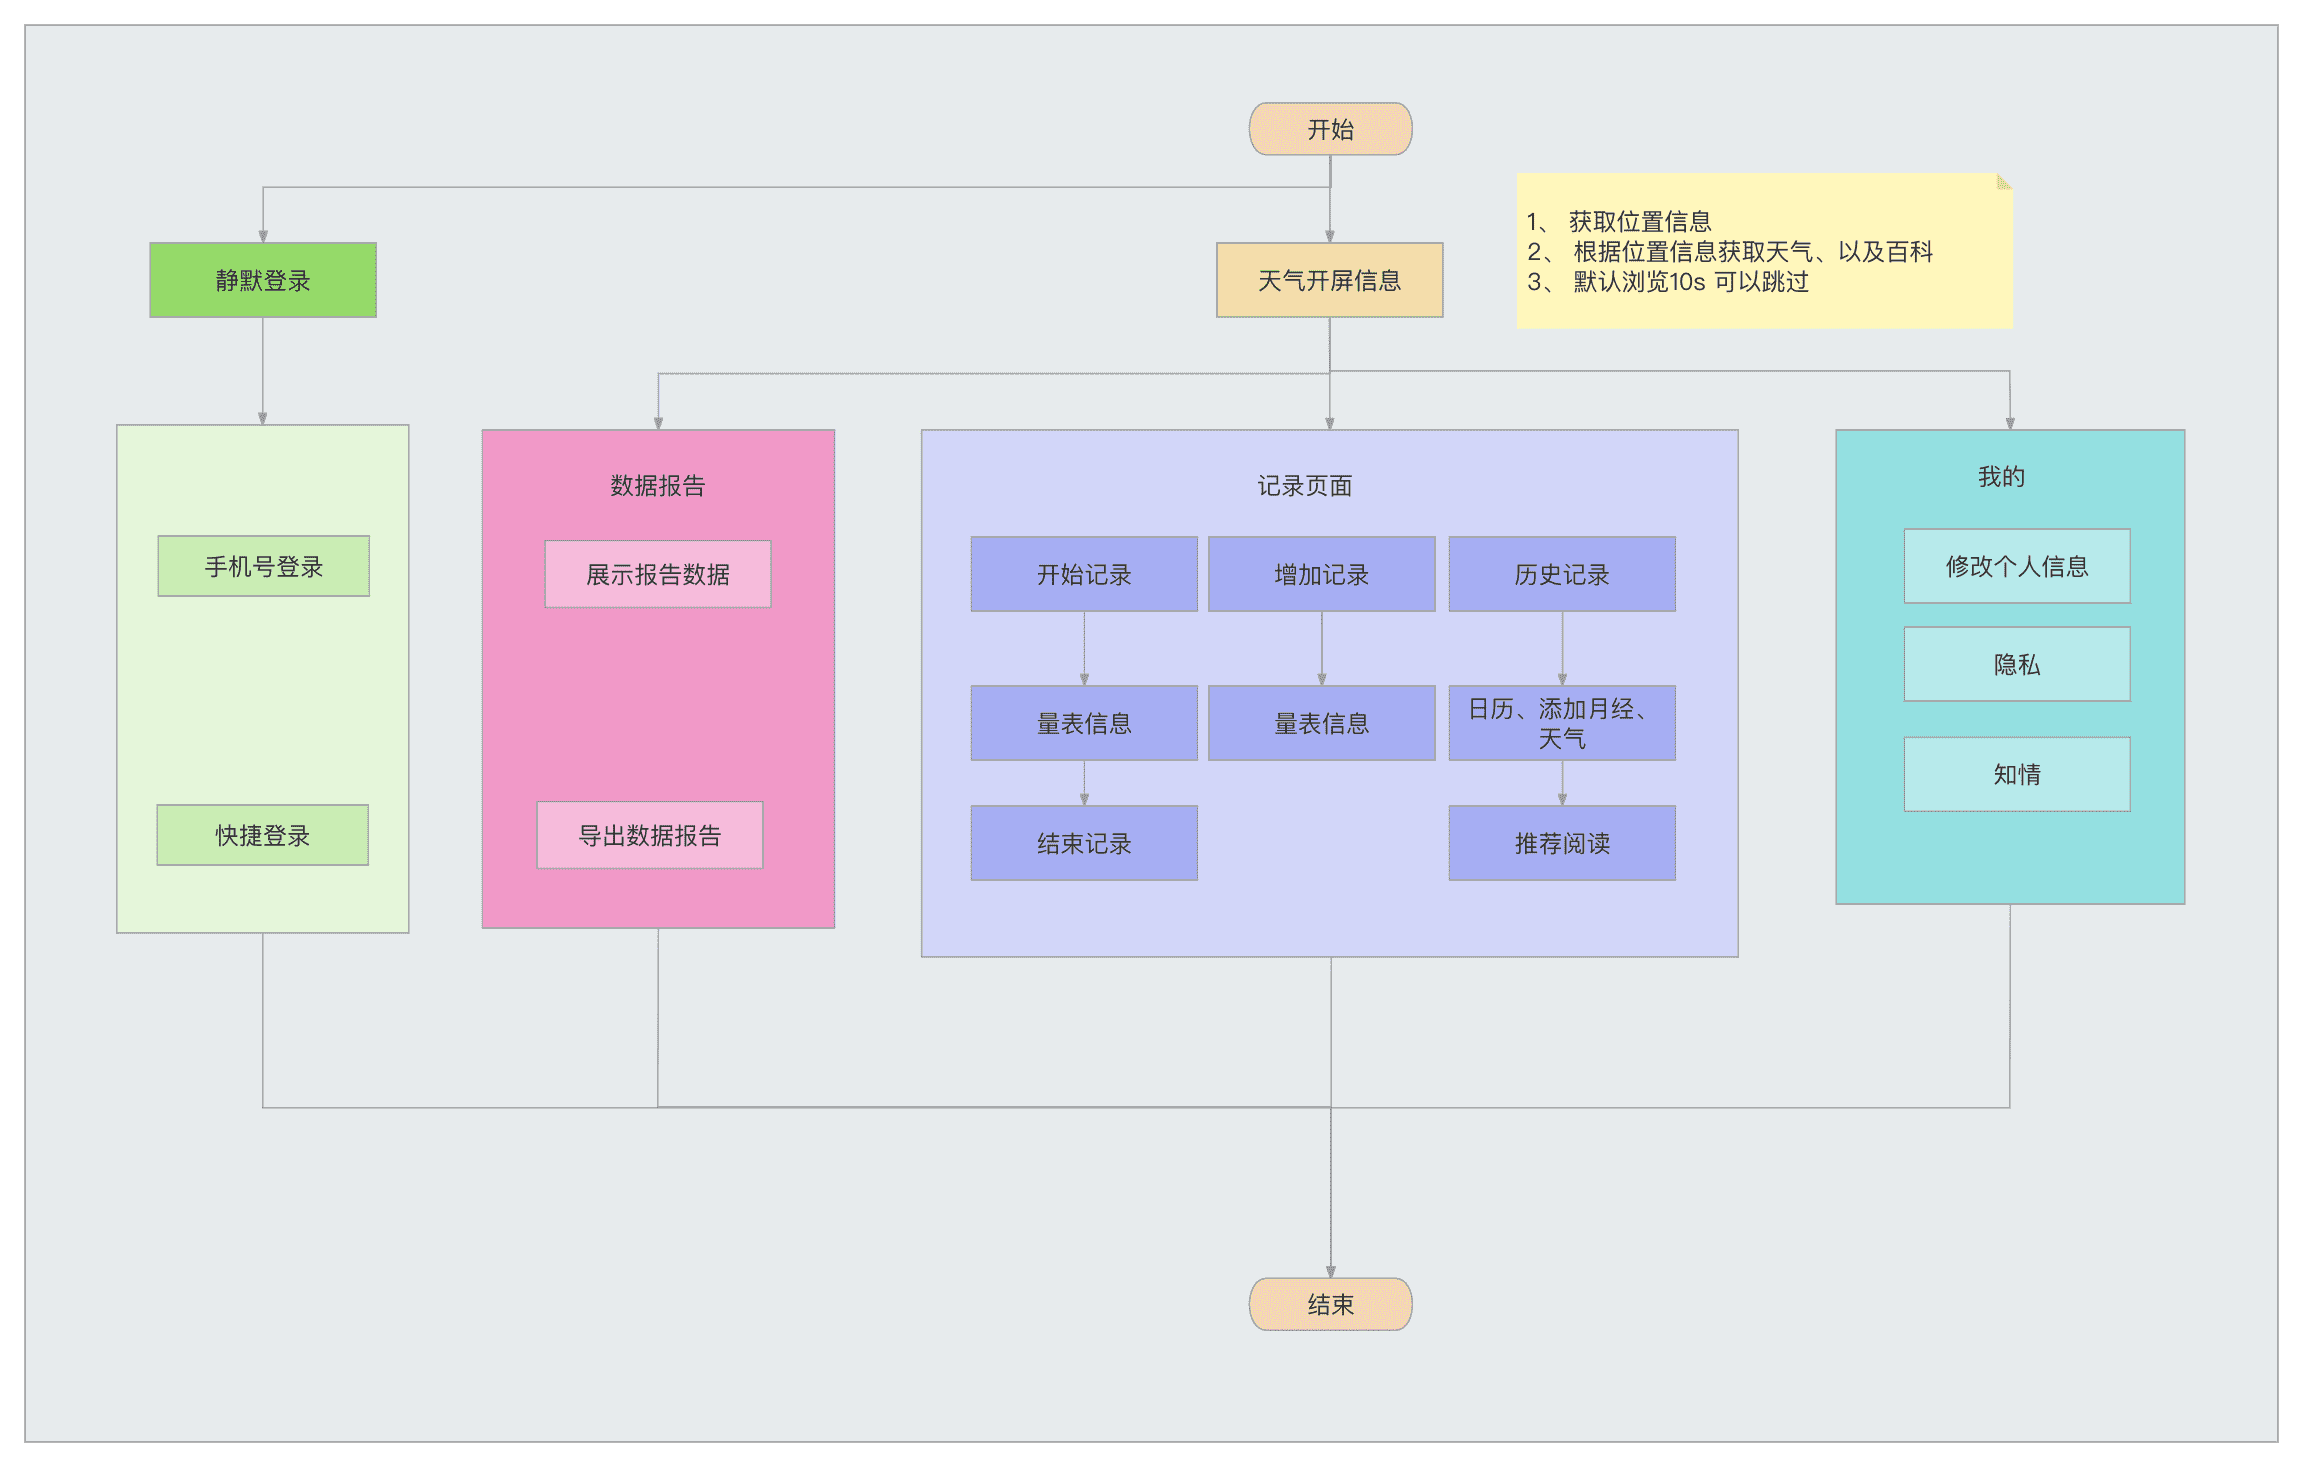 开始
静默登录
天气开屏信息
1、 获取位置信息
2、 根据位置信息获取天气、以及百科
3、 默认浏览10s 可以跳过
手机号登录
快捷登录
数据报告
展示报告数据
导出数据报告
记录页面
开始记录
增加记录
历史记录
量表信息
量表信息
日历、添加月经、
天气
结束记录
推荐阅读
我的
修改个人信息
隐私
知情
结束